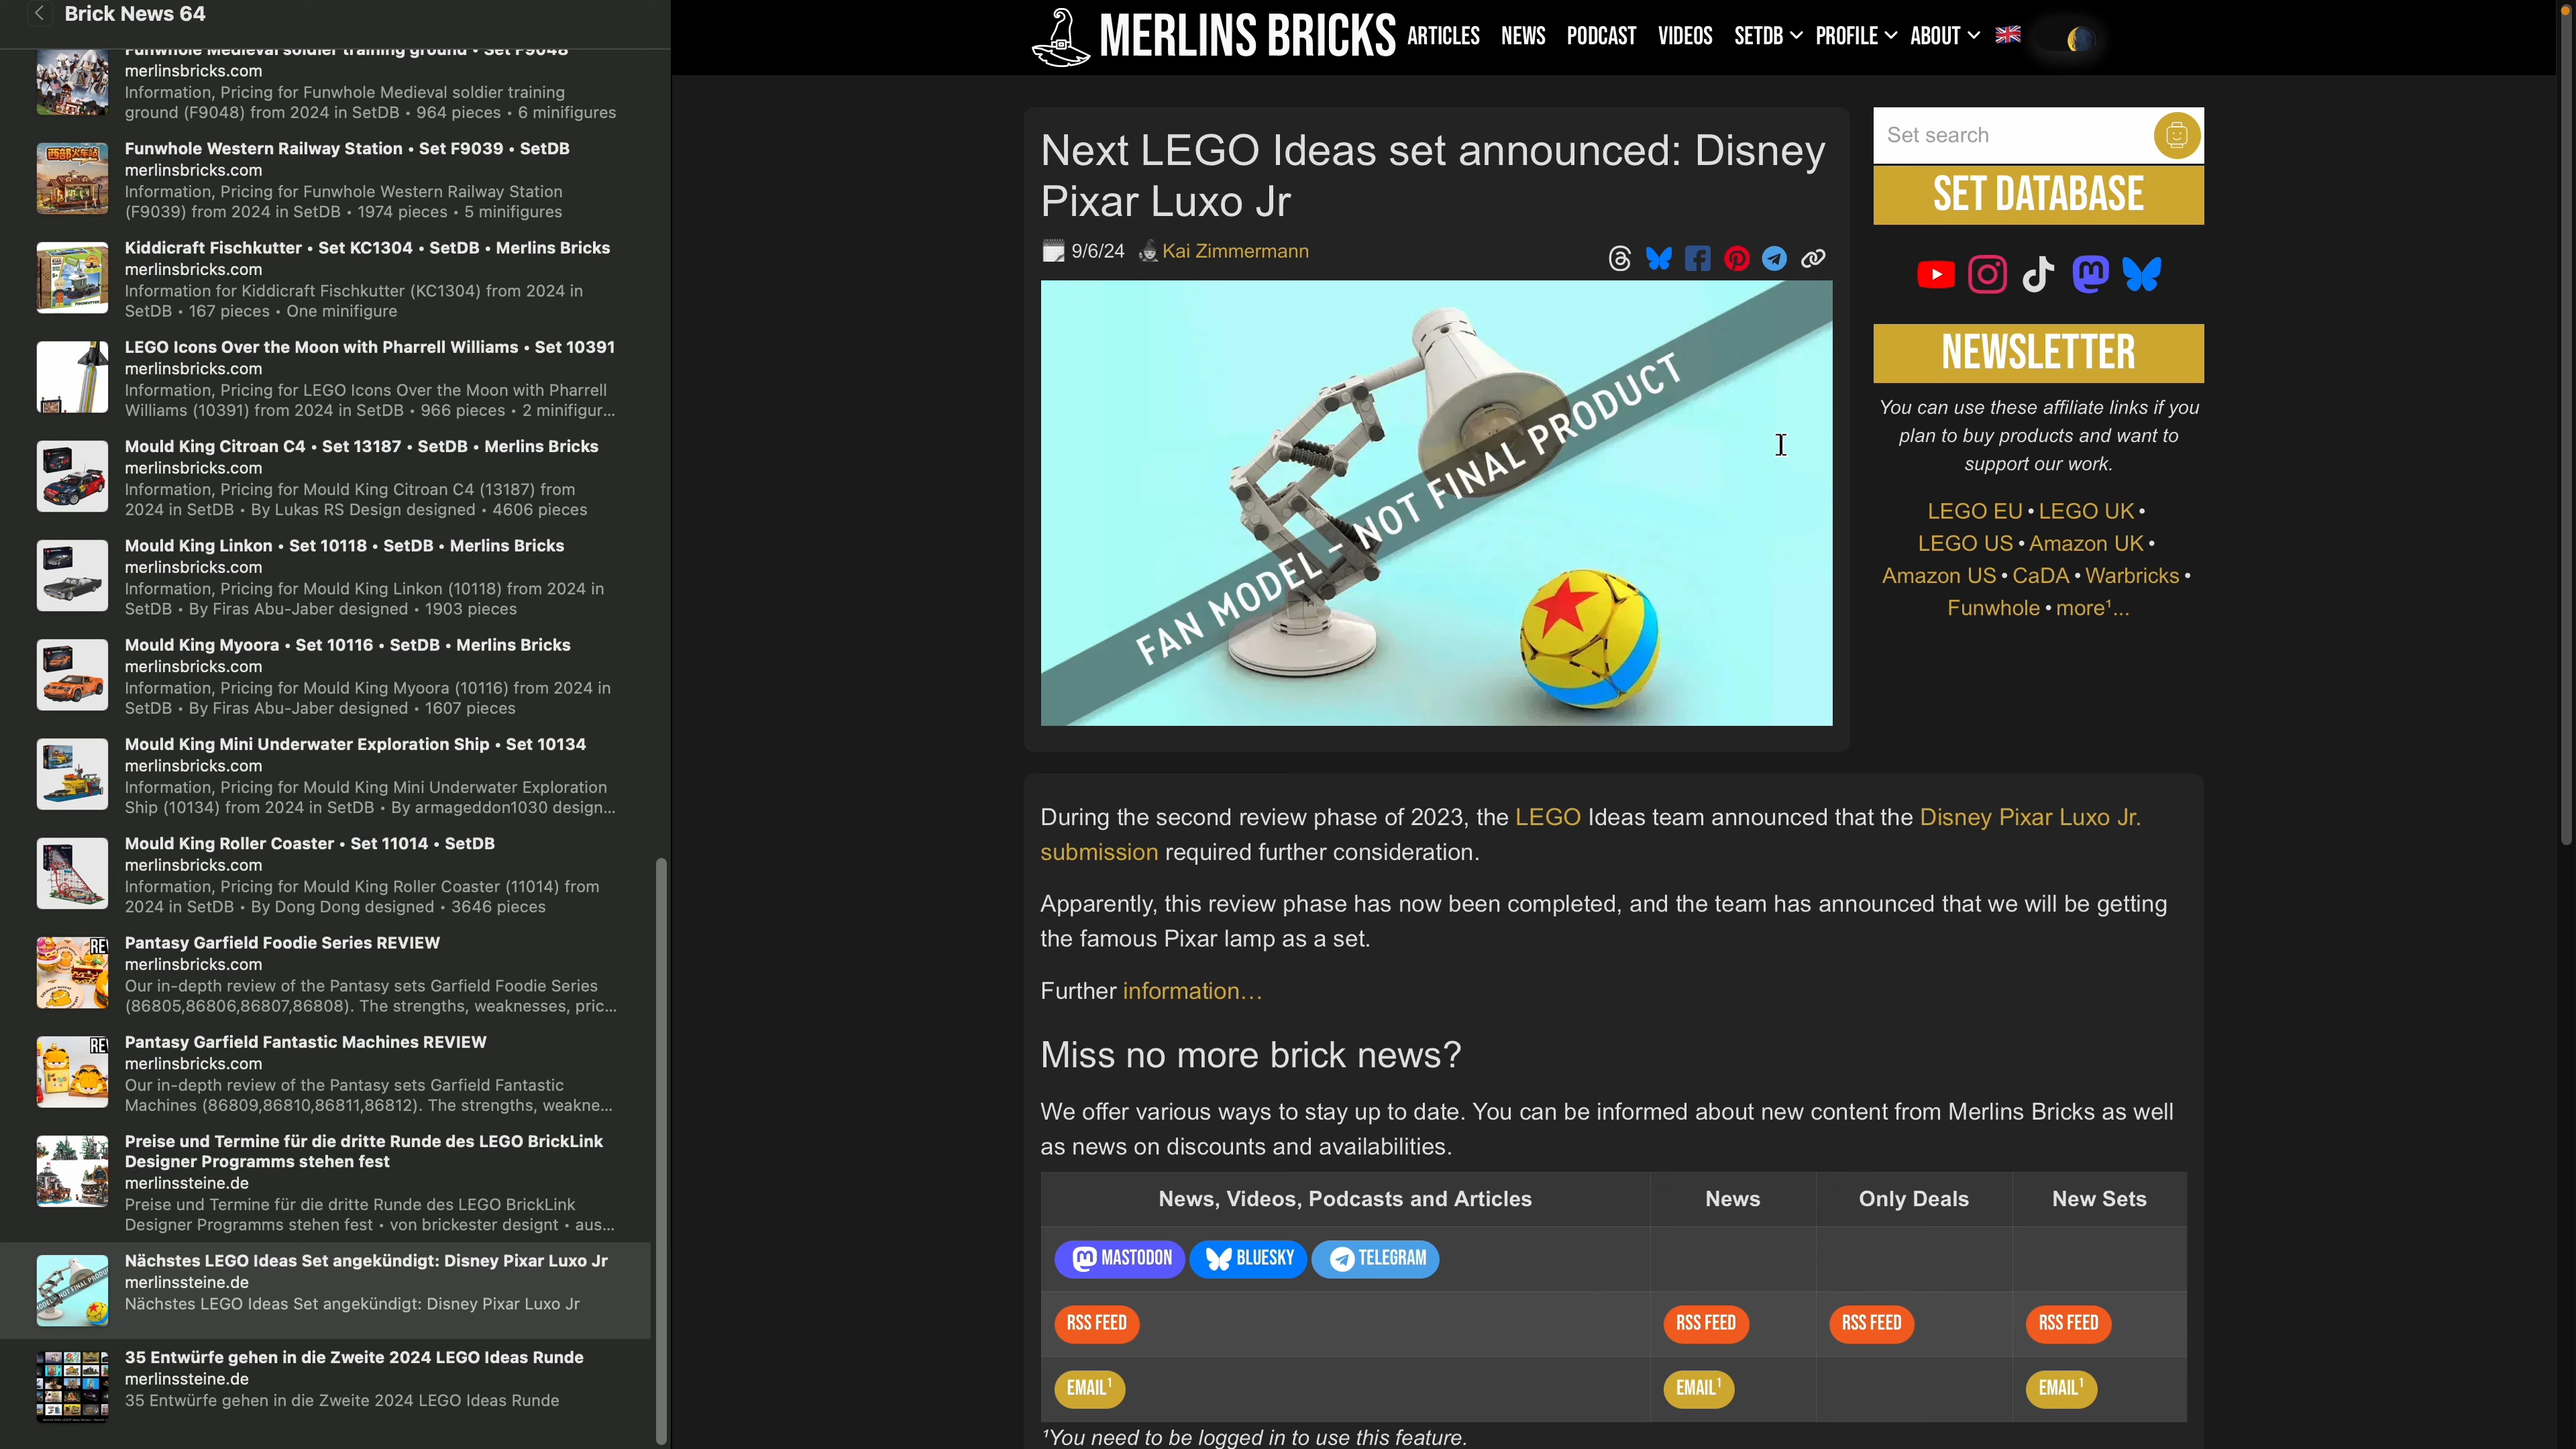 Brick News 64
Funwhole Medieval soldier training ground • Set F9048
merlinsbricks.com
Information, Pricing for Funwhole Medieval soldier training
ground (F9048) from 2024 in SetDB • 964 pieces • 6 minifigures
Funwhole Western Railway Station • Set F9039 • SetDB
merlinsbricks.com
Information, Pricing for Funwhole Western Railway Station
(F9039) from 2024 in SetDB • 1974 pieces • 5 minifigures
Kiddicraft Fischkutter • Set KC1304 • SetDB • Merlins Bricks
merlinsbricks.com
Information for Kiddicraft Fischkutter (KC1304) from 2024 in
SetDB • 167 pieces • One minifigure
LEGO Icons Over the Moon with Pharrell Williams • Set 10391
merlinsbricks.com
Information, Pricing for LEGO Icons Over the Moon with Pharrell
Williams (10391) from 2024 in SetDB • 966 pieces • 2 minifigur...
Mould King Citroan C4 • Set 13187 • SetDB • Merlins Bricks
merlinsbricks.com
Information, Pricing for Mould King Citroan C4 (13187) from
2024 in SetDB • By Lukas RS Design designed • 4606 pieces
Mould King Linkon • Set 10118 • SetDB • Merlins Bricks
merlinsbricks.com
Information, Pricing for Mould King Linkon (10118) from 2024 in
SetDB • By Firas Abu-Jaber designed • 1903 pieces
Mould King Myoora • Set 10116 • SetDB • Merlins Bricks
merlinsbricks.com
Information, Pricing for Mould King Myoora (10116) from 2024 in
SetDB • By Firas Abu-Jaber designed • 1607 pieces
Mould King Mini Underwater Exploration Ship • Set 10134
merlinsbricks.com
Information, Pricing for Mould King Mini Underwater Exploration
Ship (10134) from 2024 in SetDB • By armageddon1030 design...
Mould King Roller Coaster • Set 11014 • SetDB
merlinsbricks.com
Information, Pricing for Mould King Roller Coaster (11014) from
2024 in SetDB • By Dong Dong designed • 3646 pieces
Pantasy Garfield Foodie Series REVIEW
merlinsbricks.com
Our in-depth review of the Pantasy sets Garfield Foodie Series
(86805,86806,86807,86808). The strengths, weaknesses, pric...
Pantasy Garfield Fantastic Machines REVIEW
merlinsbricks.com
Our in-depth review of the Pantasy sets Garfield Fantastic
Machines (86809,86810,86811,86812). The strengths, weakne...
Preise und Termine für die dritte Runde des LEGO BrickLink
Designer Programms stehen fest
merlinssteine.de
Preise und Termine für die dritte Runde des LEGO BrickLink
Designer Programms stehen fest • von brickester designt • aus...
Nächstes LEGO Ideas Set angekündigt: Disney Pixar Luxo Jr
merlinssteine.de
Nächstes LEGO Ideas Set angekündigt: Disney Pixar Luxo Jr
35 Entwürfe gehen in die Zweite 2024 LEGO Ideas Runde
merlinssteine.de
35 Entwürfe gehen in die Zweite 2024 LEGO Ideas Runde
MERLINS BRICKS ARTICLES NEWS PODCAST VIDEOS SETDB PROFILE ABOUT
Next LEGO Ideas set announced: Disney
Pixar Luxo Jr
9/6/24 Kai Zimmermann
FAN MODEL - NOT FINAL PRODUCT
Set search
SET DATABASE
NEWSLETTER
You can use these affiliate links if you
plan to buy products and want to
support our work.
LEGO EU • LEGO UK •
LEGO US • Amazon UK •
Amazon US • CaDA • Warbricks •
Funwhole • more¹...
During the second review phase of 2023, the LEGO Ideas team announced that the Disney Pixar Luxo Jr.
submission required further consideration.
Apparently, this review phase has now been completed, and the team has announced that we will be getting
the famous Pixar lamp as a set.
Further information...
Miss no more brick news?
We offer various ways to stay up to date. You can be informed about new content from Merlins Bricks as well
as news on discounts and availabilities.
News, Videos, Podcasts and Articles News Only Deals New Sets
MASTODON BLUESKY TELEGRAM
RSS FEED RSS FEED RSS FEED RSS FEED
EMAIL¹ EMAIL¹ EMAIL¹
¹You need to be logged in to use this feature.